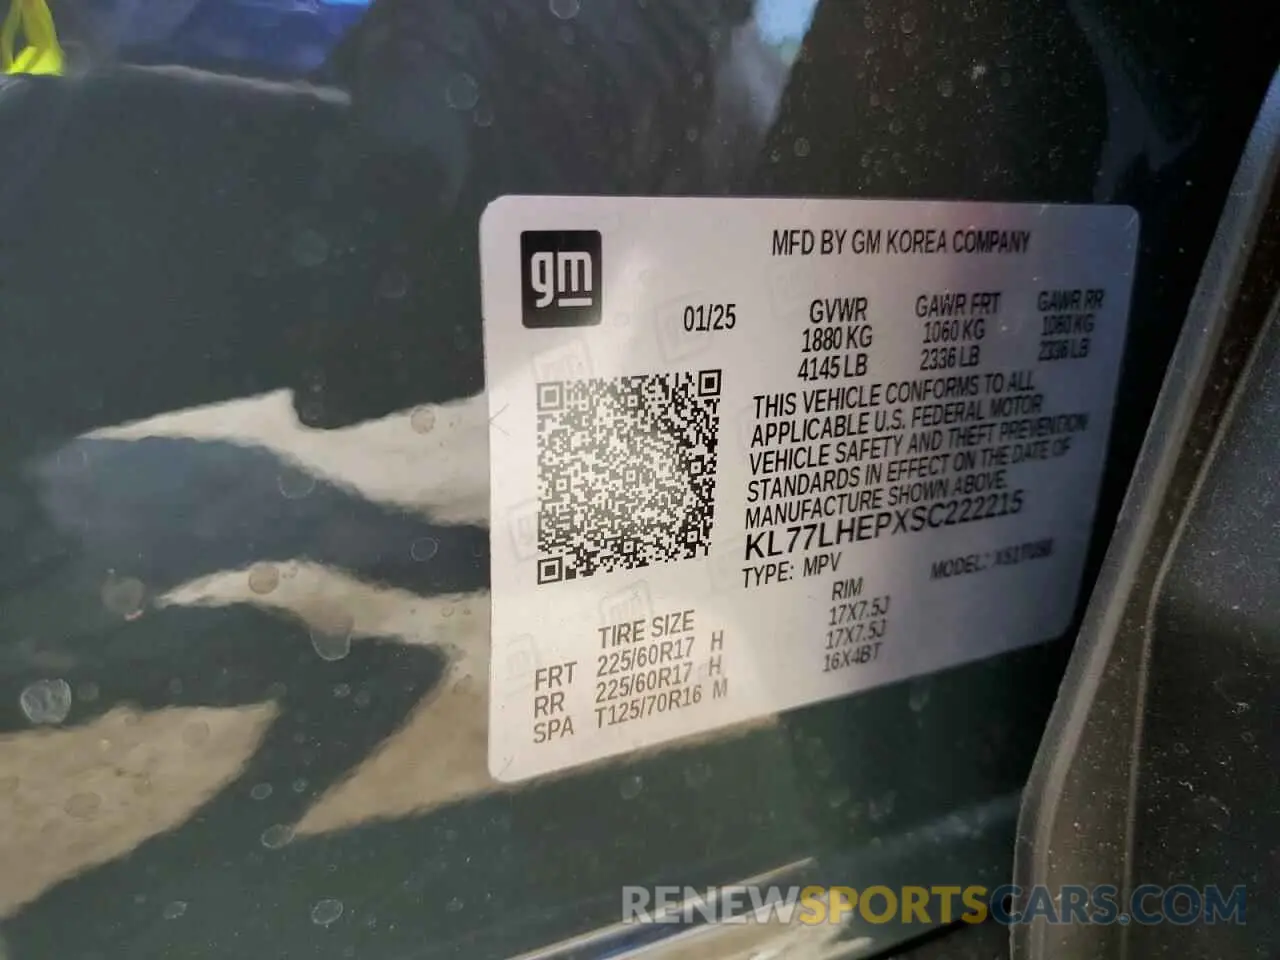 gm
MFD BY GM KOREA COMPANY
01/25
GVWR GAWR FRT GAWR RR
1880 KG 1060 KG 1060 KG
4145 LB 2336 LB 2336 LB
THIS VEHICLE CONFORMS TO ALL
APPLICABLE U.S. FEDERAL MOTOR
VEHICLE SAFETY AND THEFT PREVENTION
STANDARDS IN EFFECT ON THE DATE OF
MANUFACTURE SHOWN ABOVE.
KL77LHEPXSC222215
TYPE: MPV MODEL:
TIRE SIZE RIM
FRT 225/60R17 H 17X7.5J
RR 225/60R17 H 17X7.5J
SPA T125/70R16 M 16X4BT
RENEWSPORTSCARS.COM